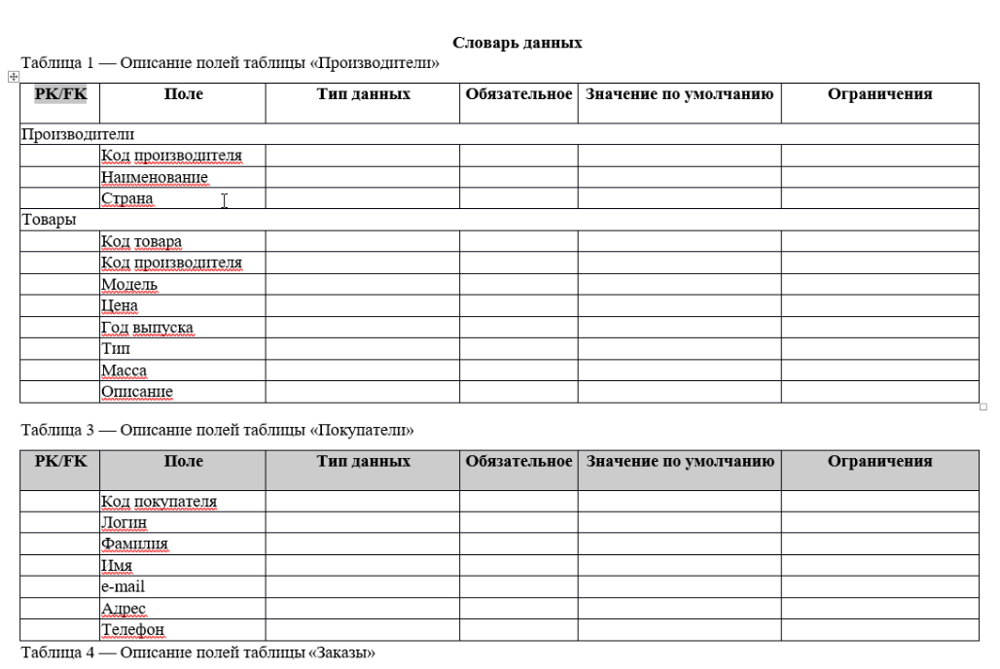 Словарь данных
Таблица 1 — Описание полей таблицы «Производители»
PK/FK Поле Тип данных Обязательное Значение по умолчанию Ограничения
Производители
Код производителя
Наименование
Страна
Товары
Код товара
Код производителя
Модель
Цена
Год выпуска
Тип
Масса
Описание
Таблица 3 — Описание полей таблицы «Покупатели»
PK/FK Поле Тип данных Обязательное Значение по умолчанию Ограничения
Код покупателя
Логин
Фамилия
Имя
e-mail
Адрес
Телефон
Таблица 4 — Описание полей таблицы «Заказы»